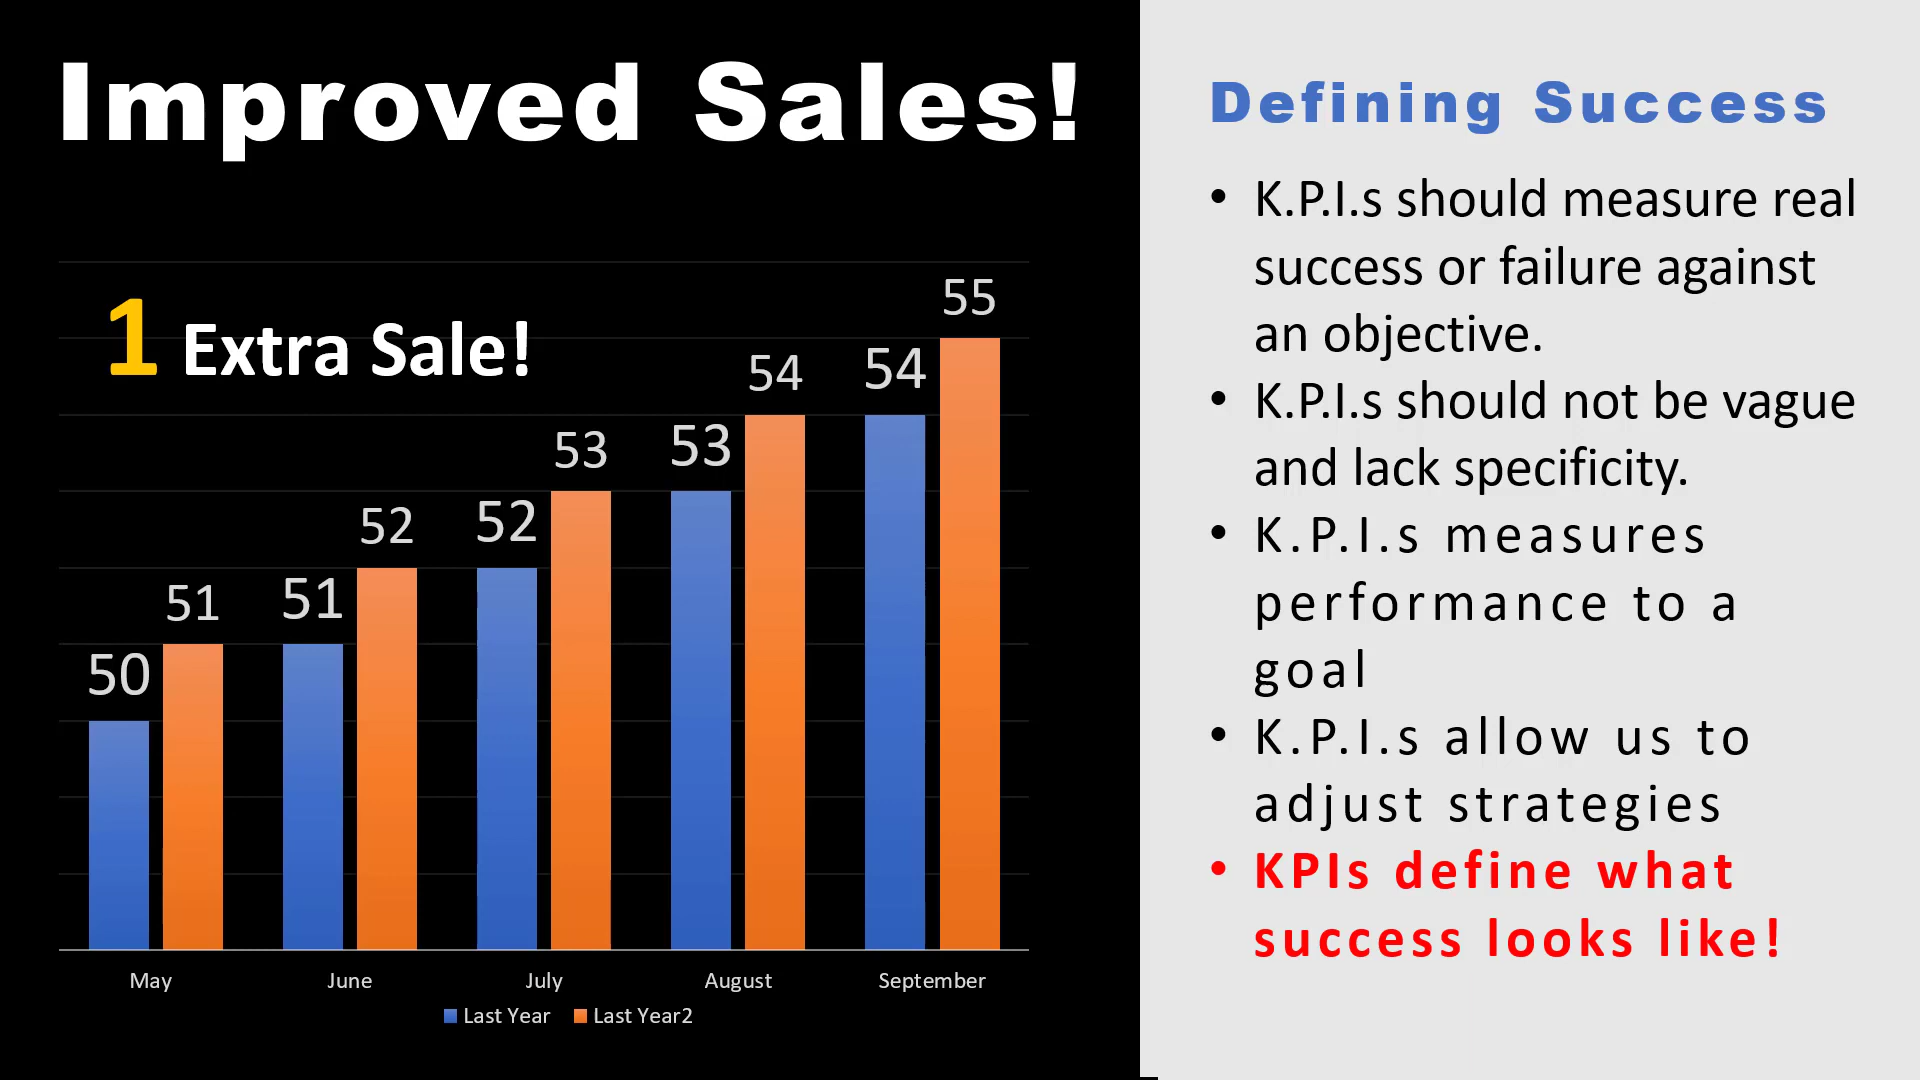 Improved Sales!
1 Extra Sale!
50
51
51
52
52
53
53
54
54
55
May
June
July
August
September
Last Year
Last Year2
Defining Success
• K.P.I.s should measure real
success or failure against
an objective.
• K.P.I.s should not be vague
and lack specificity.
• K.P.I.s measures
performance to a
goal
• K.P.I.s allow us to
adjust strategies
• KPIs define what
success looks like!